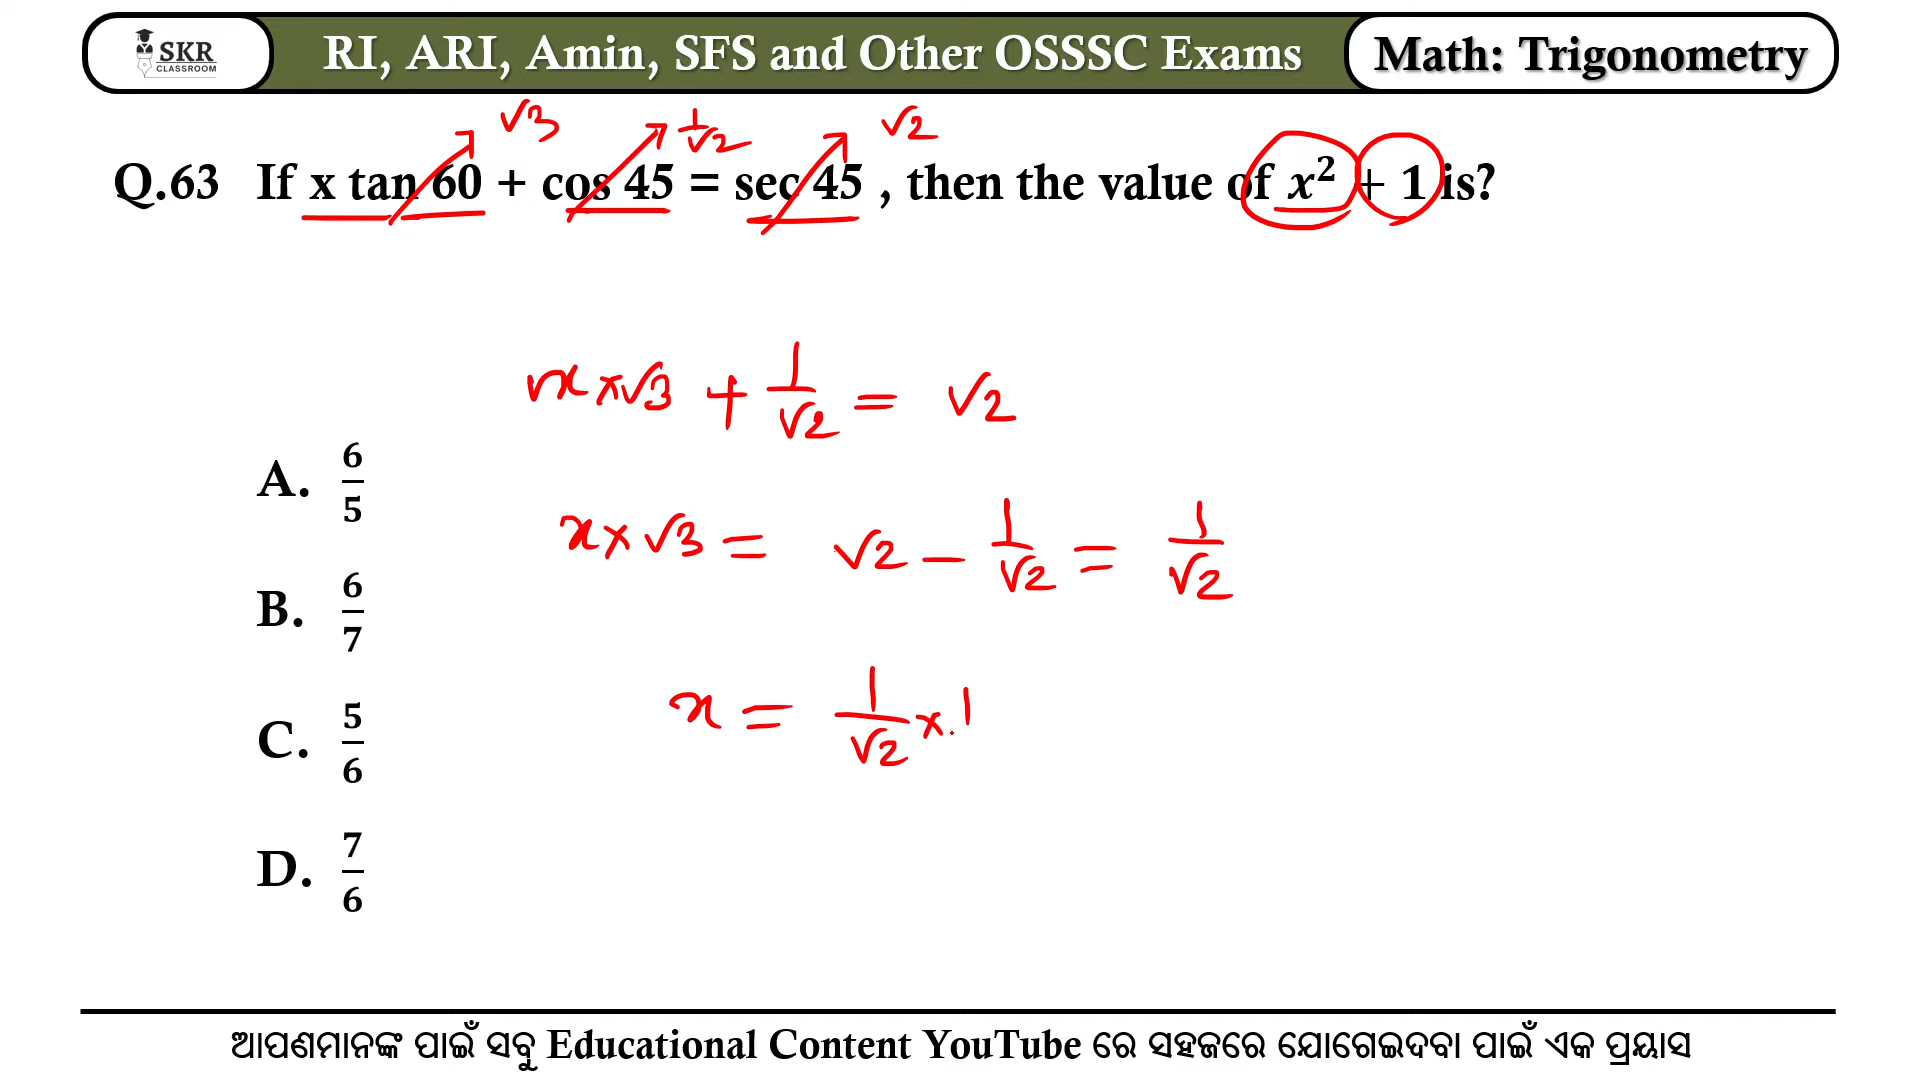 SKR
CLASSROOM
RI, ARI, Amin, SFS and Other OSSSC Exams
Math: Trigonometry
√3 1/√2 √2
Q.63 If x tan 60 + cos 45 = sec 45 , then the value of x² + 1 is?
x × √3 + 1/√2 = √2
A. 6/5
x × √3 = √2 − 1/√2 = 1/√2
B. 6/7
x = 1/√2 × 1
C. 5/6
D. 7/6
ଆପଣମାନଙ୍କ ପାଇଁ ସବୁ Educational Content YouTube ରେ ସହଜରେ ଯୋଗେଇଦବା ପାଇଁ ଏକ ପ୍ରୟାସ